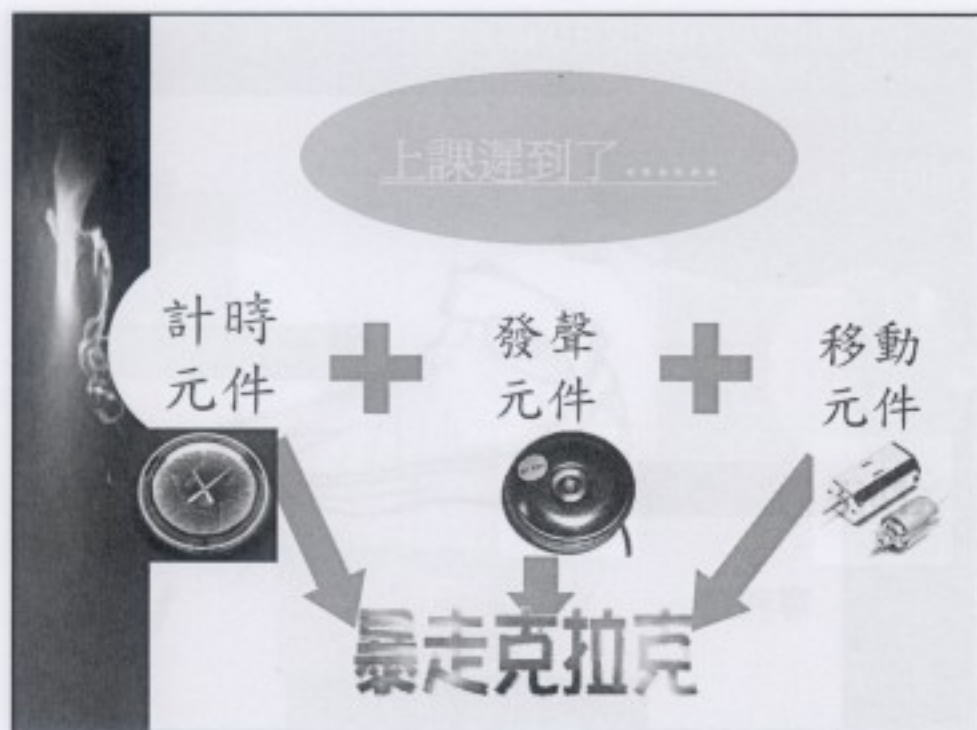 上課遲到了......
計時
元件
發聲
元件
移動
元件
暴走克拉克